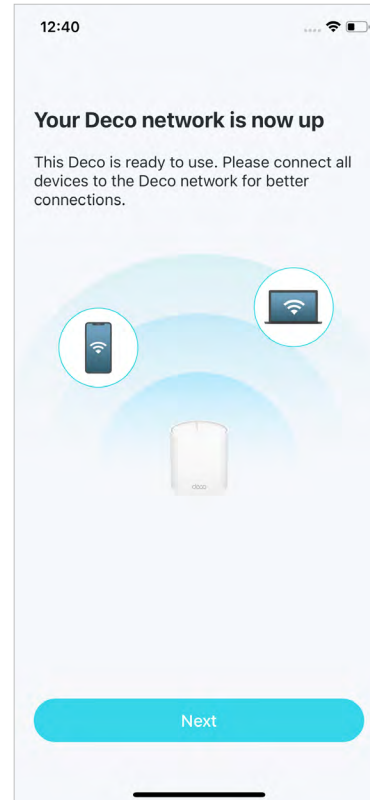 12:40
Your Deco network is now up
This Deco is ready to use. Please connect all
devices to the Deco network for better
connections.
deco
Next